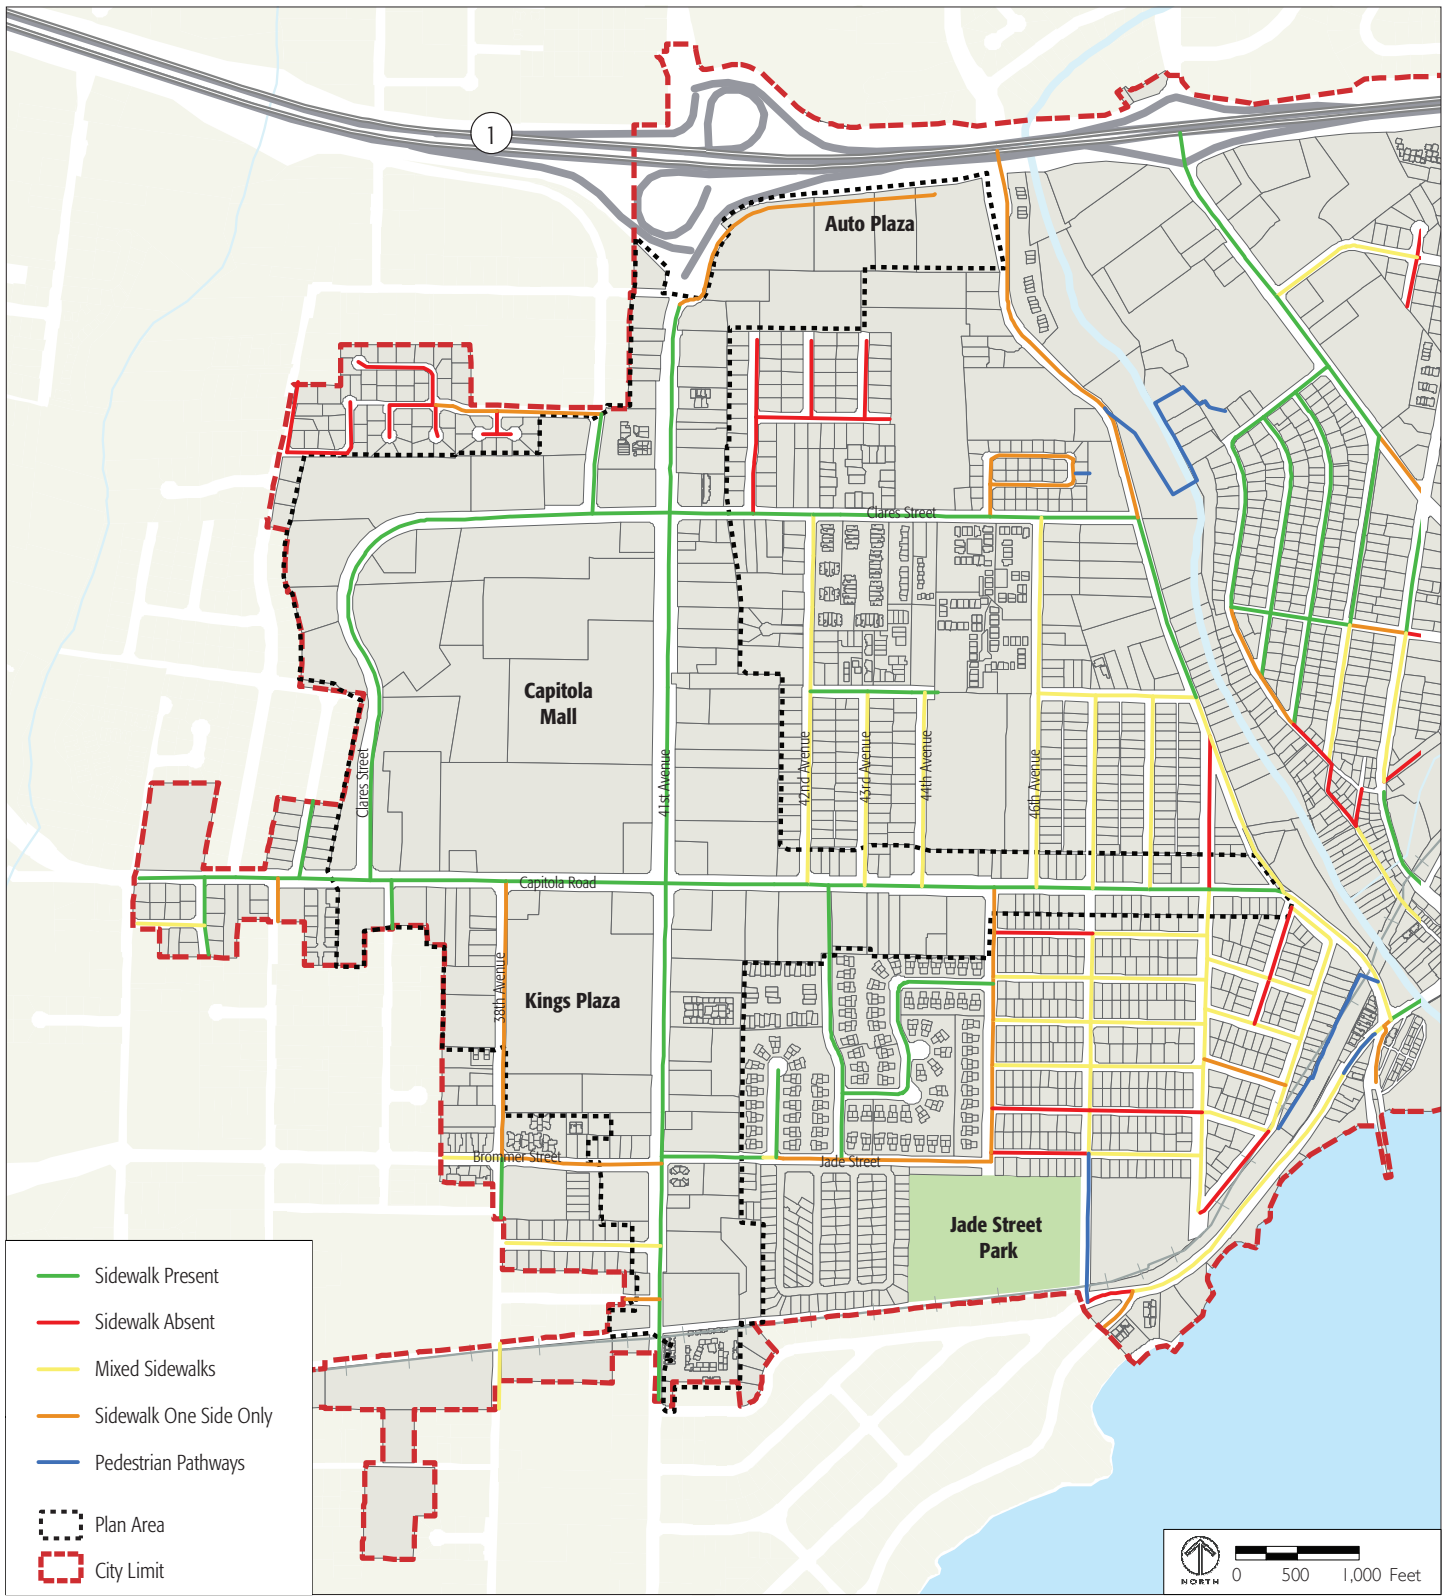 1
Auto Plaza
Clares Street
Capitola
Mall
Clares Street
41st Avenue
42nd Avenue
43rd Avenue
44th Avenue
46th Avenue
Capitola Road
38th Avenue
Kings Plaza
Brommer Street
Jade Street
Jade Street
Park
Sidewalk Present
Sidewalk Absent
Mixed Sidewalks
Sidewalk One Side Only
Pedestrian Pathways
Plan Area
City Limit
NORTH
0 500 1,000 Feet